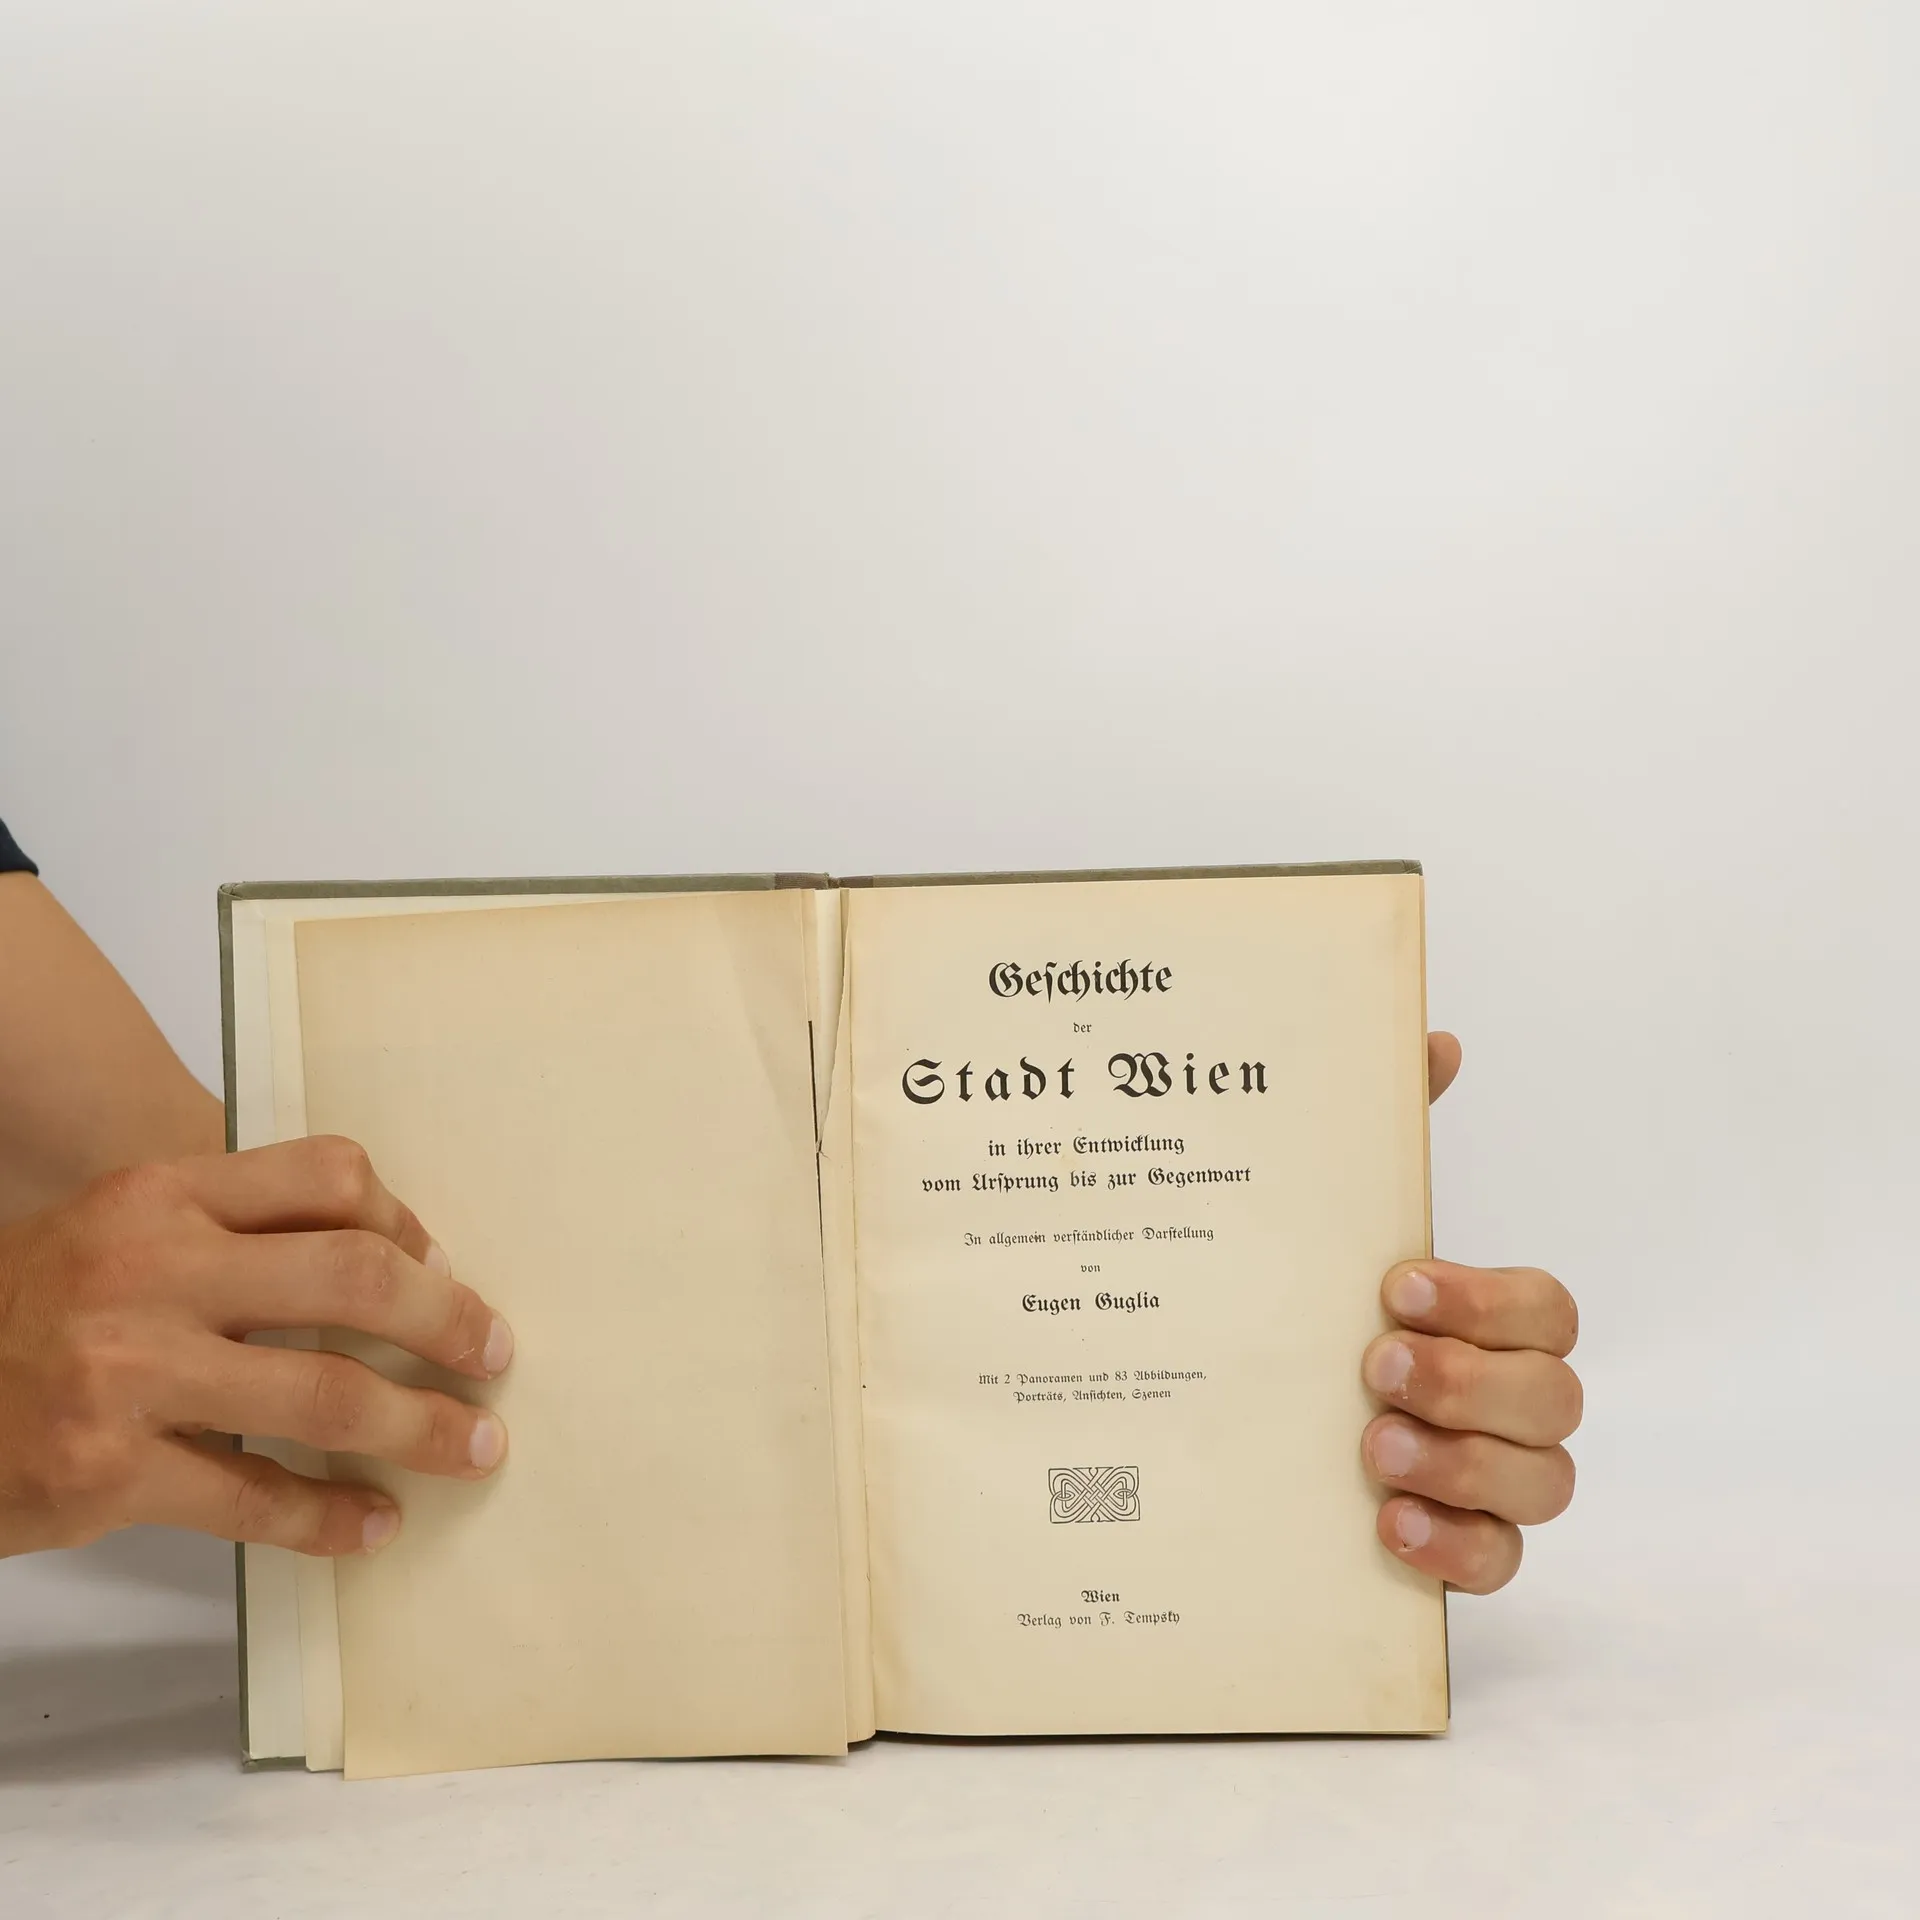 Geſchichte
der
Stadt Wien
in ihrer Entwicklung
vom Urſprung bis zur Gegenwart
In allgemein verſtändlicher Darſtellung
von
Eugen Guglia
Mit 2 Panoramen und 83 Abbildungen,
Porträts, Anſichten, Szenen
Wien
Verlag von F. Tempsky